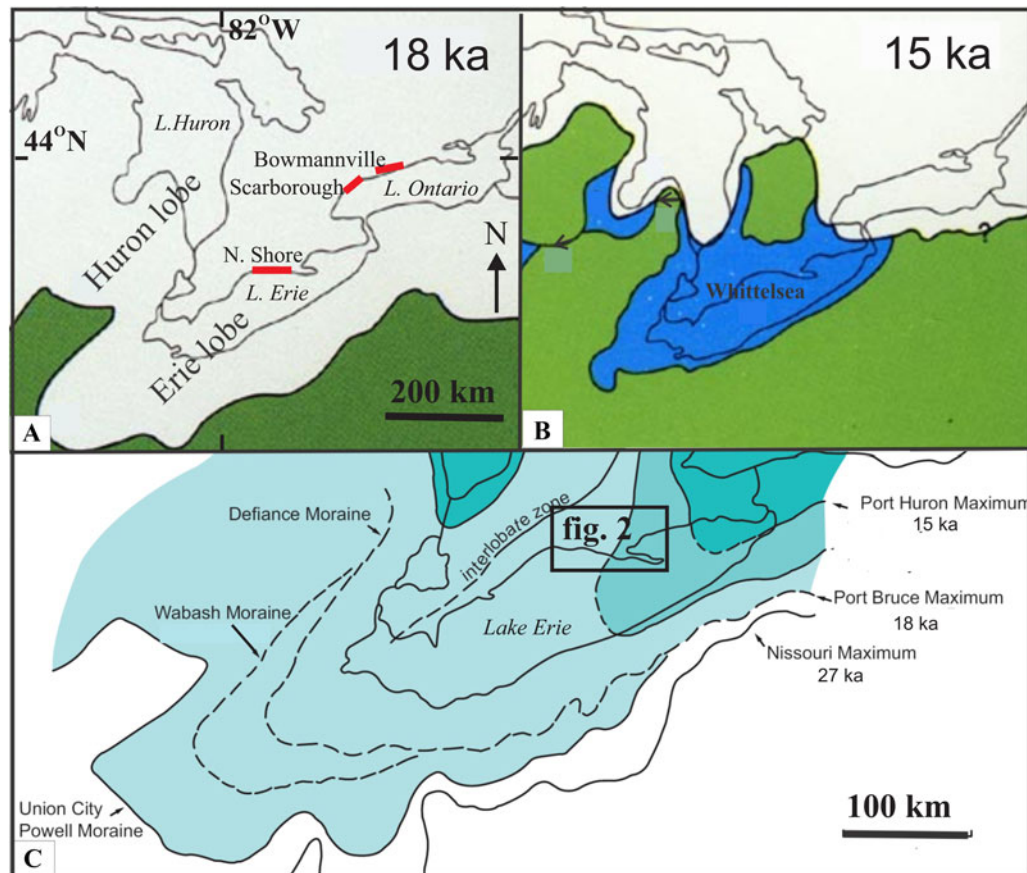 82°W
18 ka
L.Huron
44°N
Bowmannville
Scarborough
L. Ontario
Huron lobe
N. Shore
L. Erie
N
Erie lobe
200 km
A
15 ka
?
Whittelsea
B
Defiance Moraine
interlobate zone
fig. 2
Port Huron Maximum
15 ka
Wabash Moraine
Port Bruce Maximum
18 ka
Lake Erie
Nissouri Maximum
27 ka
Union City
Powell Moraine
100 km
C